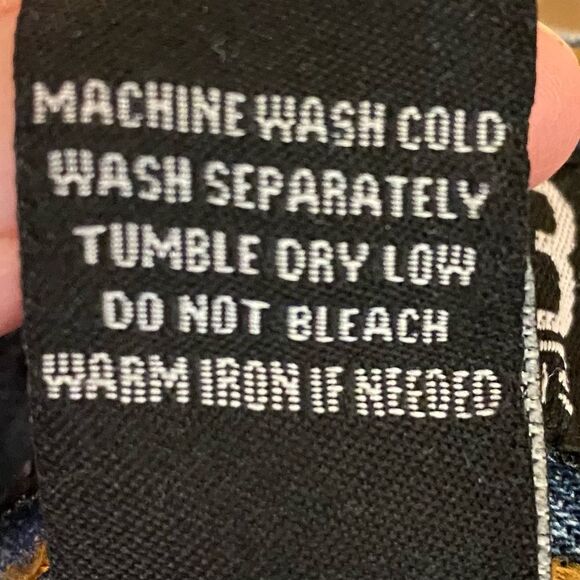 MACHINE WASH COLD
WASH SEPARATELY
TUMBLE DRY LOW
DO NOT BLEACH
WARM IRON IF NEEDED